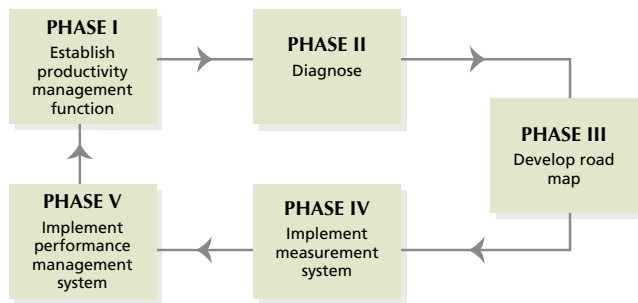 PHASE I
Establish
productivity
management
function
PHASE II
Diagnose
PHASE III
Develop road
map
PHASE IV
Implement
measurement
system
PHASE V
Implement
performance
management
system